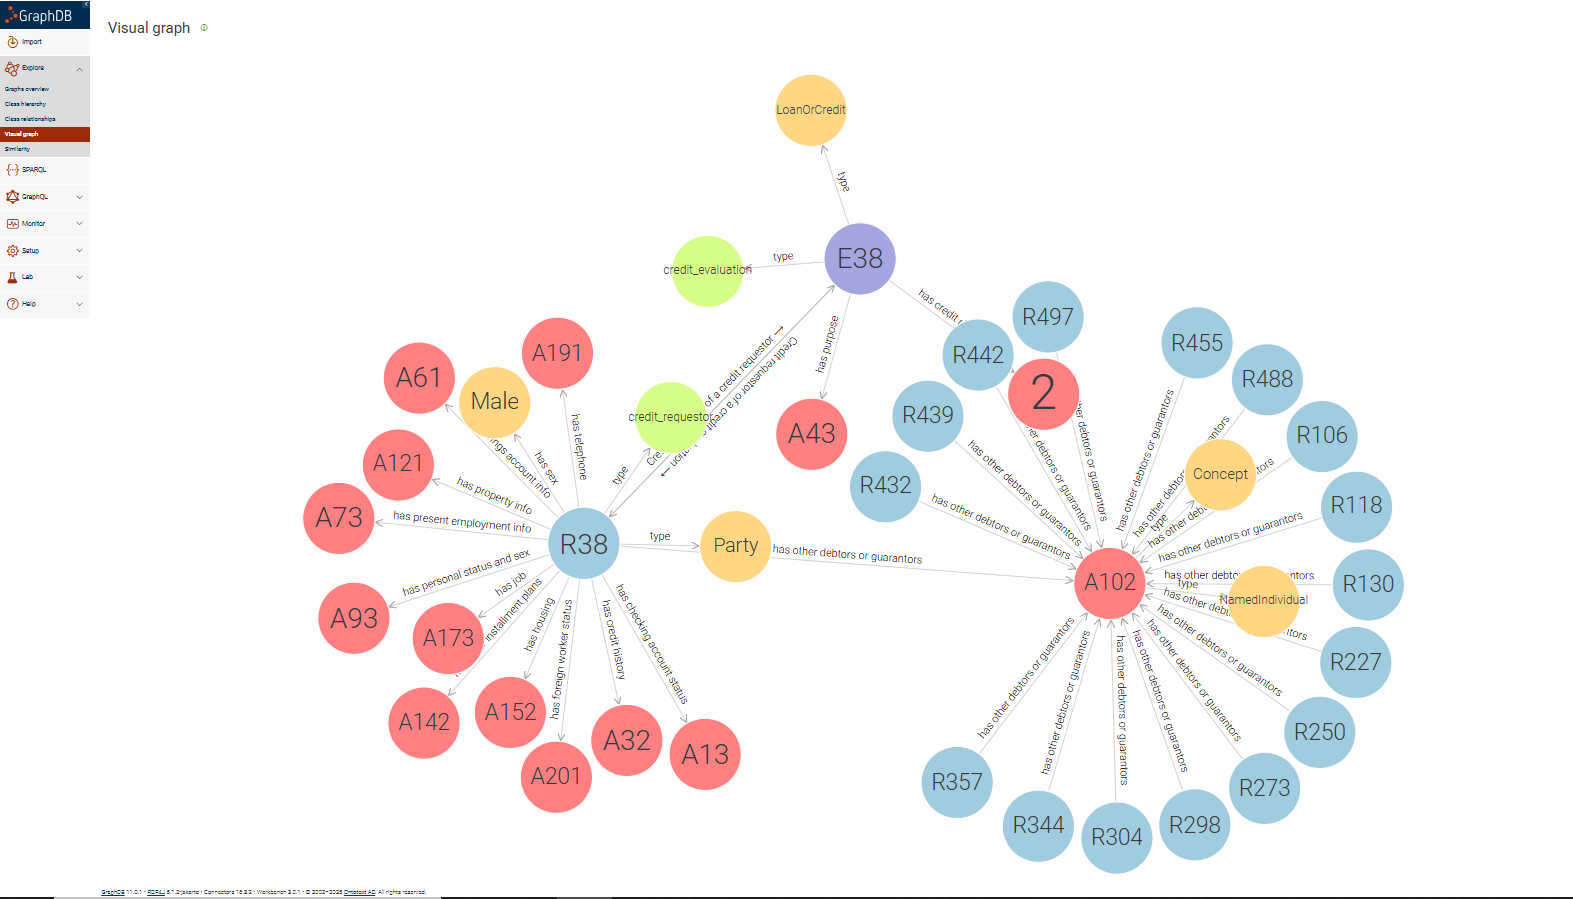 GraphDB
Import
Explore
Graphs overview
Class hierarchy
Class relationships
Visual graph
Similarity
SPARQL
GraphQL
Monitor
Setup
Lab
Help
Visual graph
LoanOrCredit
type
E38
type
credit_evaluation
has credit
has purpose
of a credit requestor →
Credit requestor of a credit
R497
R442
2
R455
R488
R439
R106
A191
A61
Male
credit_requestor
A43
A121
Concept
R432
A73
R118
has telephone
ngs account info
has sex
has property info
has present employment info
type
R38
type
Party
has other debtors or guarantors
A102
has other debtors or guarantors
has other debtors or guarantors
has other debtors or guarantors
has other debtors or guarantors
has other debtors or guarantors
type
has other debtors or guarantors
type
NamedIndividual
R130
has personal status and sex
has job
installment plans
has housing
has foreign worker status
has credit history
has checking account status
A93
A173
A142
A152
A201
A32
A13
has other debtors or guarantors
has other debtors or guarantors
has other debtors or guarantors
has other debtors or guarantors
has other debtors or guarantors
has other debtors or guarantors
R227
R250
R273
R357
R344
R304
R298
GraphDB 11.0.1 • RDF4J 5.1.2-jakarta • Connectors 16.2.2 • Workbench 3.0.1 • © 2002–2025 Ontotext AD. All rights reserved.